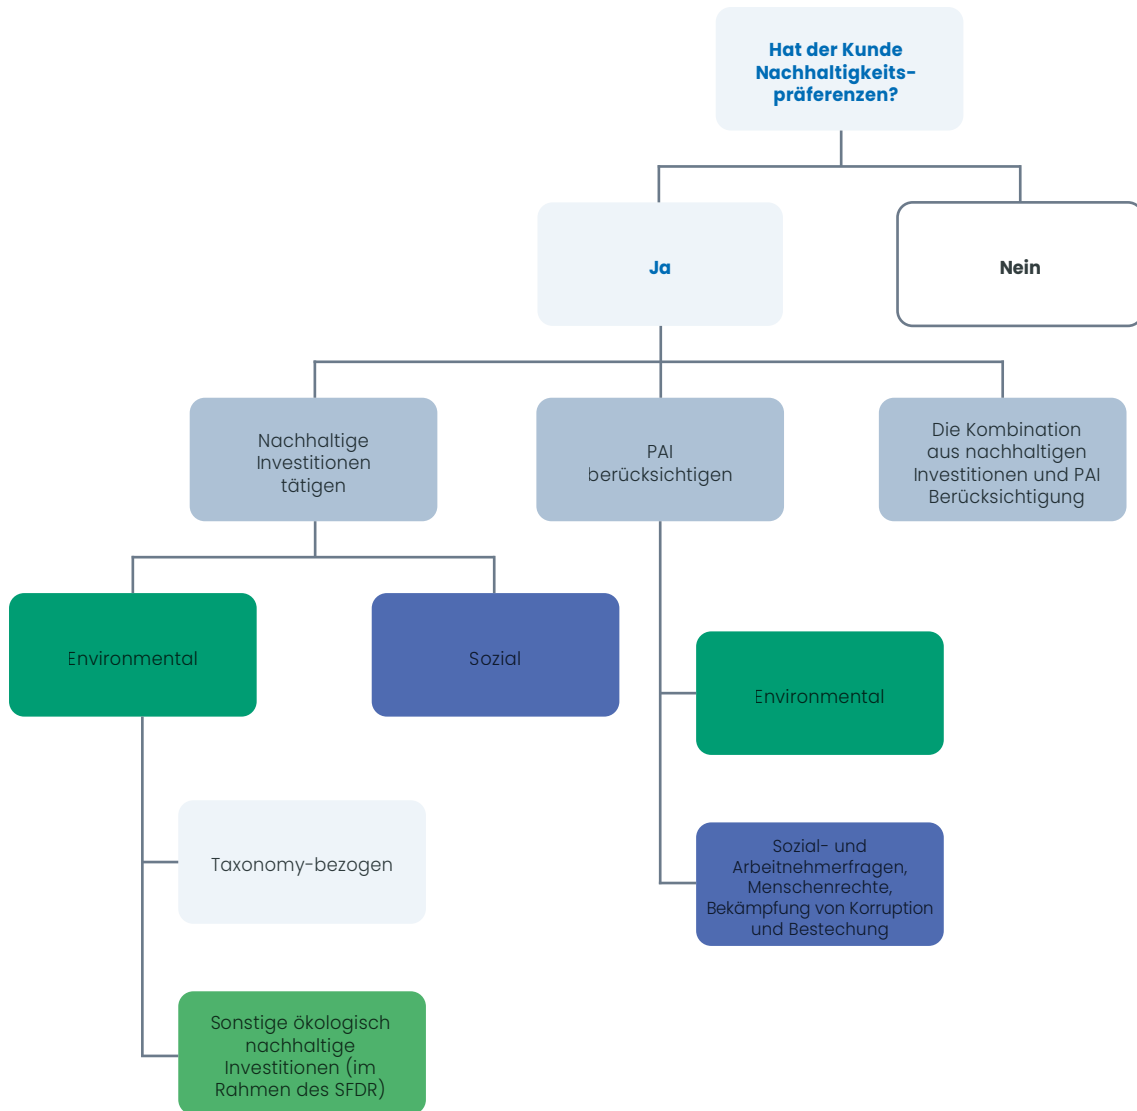 Hat der Kunde
Nachhaltigkeits-
präferenzen?
Ja
Nein
Nachhaltige
Investitionen
tätigen
PAI
berücksichtigen
Die Kombination
aus nachhaltigen
Investitionen und PAI
Berücksichtigung
Environmental
Sozial
Environmental
Taxonomy-bezogen
Sozial- und
Arbeitnehmerfragen,
Menschenrechte,
Bekämpfung von Korruption
und Bestechung
Sonstige ökologisch
nachhaltige
Investitionen (im
Rahmen des SFDR)